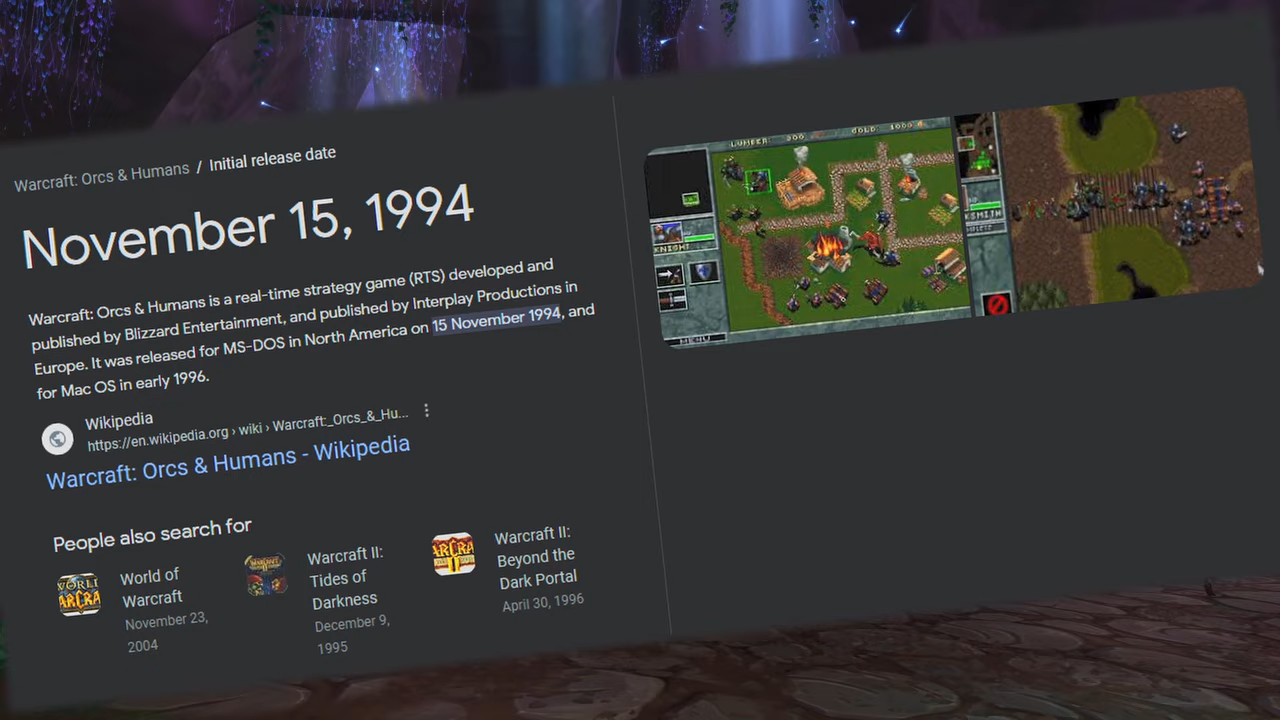 Warcraft: Orcs & Humans / Initial release date
November 15, 1994
Warcraft: Orcs & Humans is a real-time strategy game (RTS) developed and
published by Blizzard Entertainment, and published by Interplay Productions in
Europe. It was released for MS-DOS in North America on 15 November 1994, and
for Mac OS in early 1996.
Wikipedia
https://en.wikipedia.org › wiki › Warcraft:_Orcs_&_Hu...
Warcraft: Orcs & Humans - Wikipedia
People also search for
World of
Warcraft
November 23,
2004
Warcraft II:
Tides of
Darkness
December 9,
1995
Warcraft II:
Beyond the
Dark Portal
April 30, 1996
LUMBER: 300 GOLD: 1000
KNIGHT
MENU
KSMITH